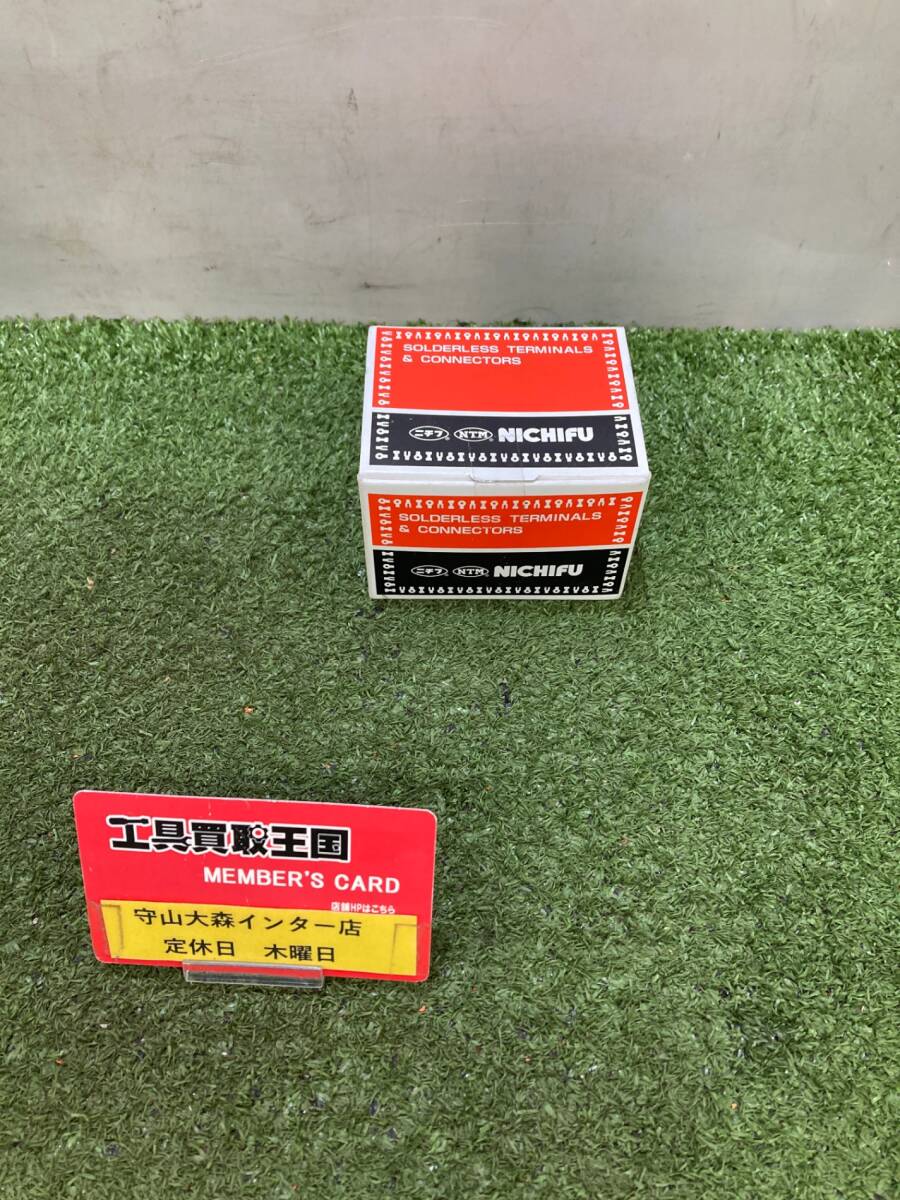 SOLDERLESS TERMINALS
& CONNECTORS
ニチフ NTM NICHIFU
SOLDERLESS TERMINALS
& CONNECTORS
ニチフ NTM NICHIFU
工具買取王国
MEMBER'S CARD
店舗HPはこちら
守山大森インター店
定休日 木曜日